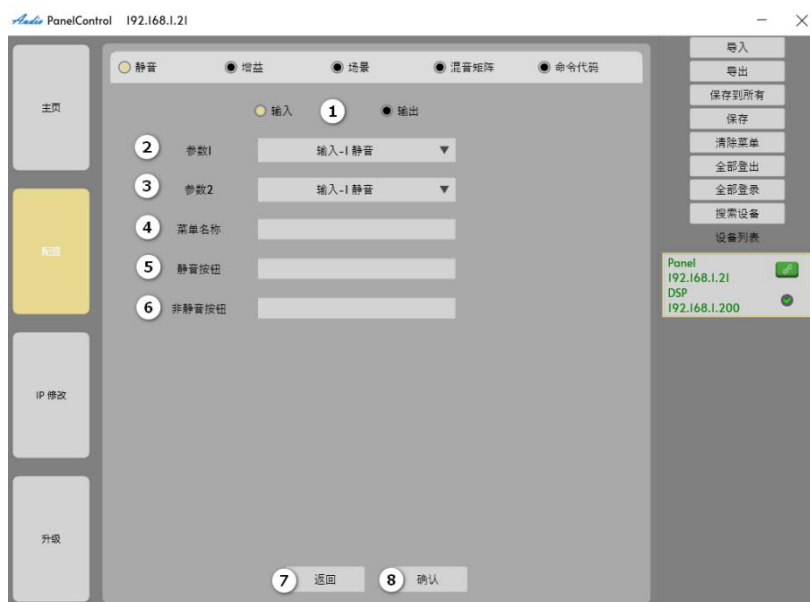 Audio PanelControl 192.168.1.21
主页
配置
IP 修改
升级
静音 增益 场景 混音矩阵 命令代码
输入 1 输出
2 参数1 输入-1 静音
3 参数2 输入-1 静音
4 菜单名称
5 静音按钮
6 非静音按钮
7 返回 8 确认
导入
导出
保存到所有
保存
清除菜单
全部登出
全部登录
搜索设备
设备列表
Panel
192.168.1.21
DSP
192.168.1.200